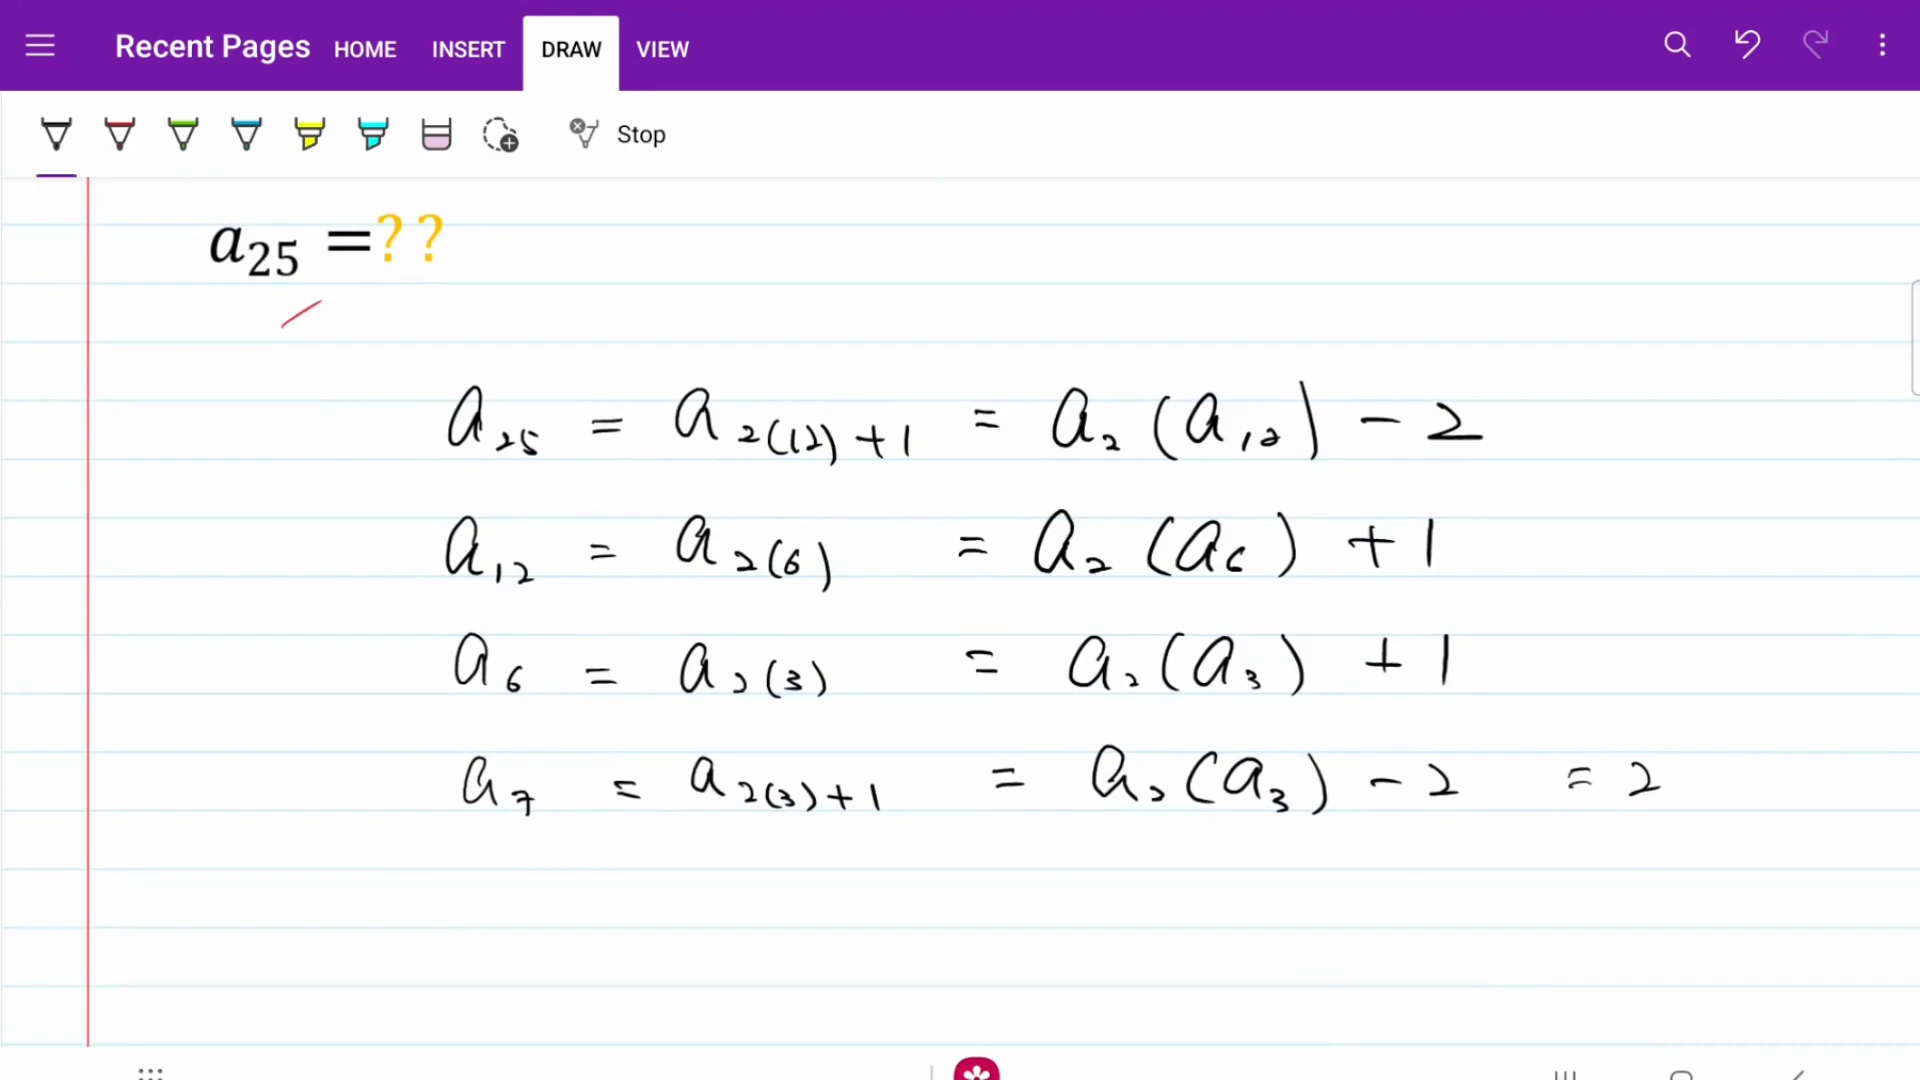 Recent Pages HOME INSERT DRAW VIEW
Stop
a₂₅ =??
a₂₅ = a₂₍₁₂₎₊₁ = a₂(a₁₂) - 2
a₁₂ = a₂₍₆₎ = a₂(a₆) + 1
a₆ = a₂₍₃₎ = a₂(a₃) + 1
a₇ = a₂₍₃₎₊₁ = a₂(a₃) - 2 = 2